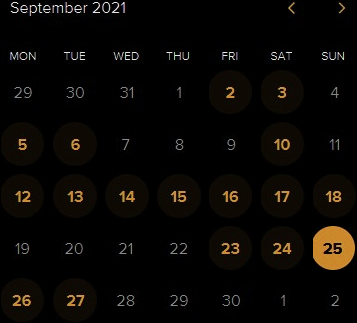 September 2021 < >
MON TUE WED THU FRI SAT SUN
29 30 31 1 2 3 4
5 6 7 8 9 10 11
12 13 14 15 16 17 18
19 20 21 22 23 24 25
26 27 28 29 30 1 2